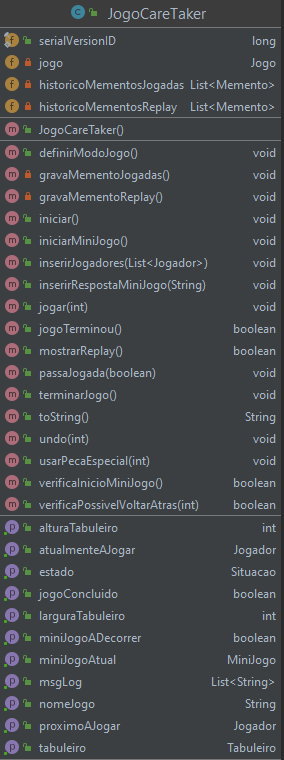 C JogoCareTaker
f serialVersionID long
f jogo Jogo
f historicoMementosJogadas List<Memento>
f historicoMementosReplay List<Memento>
m JogoCareTaker()
m definirModoJogo() void
m gravaMementoJogadas() void
m gravaMementoReplay() void
m iniciar() void
m iniciarMiniJogo() void
m inserirJogadores(List<Jogador>) void
m inserirRespostaMiniJogo(String) void
m jogar(int) void
m jogoTerminou() boolean
m mostrarReplay() boolean
m passaJogada(boolean) void
m terminarJogo() void
m toString() String
m undo(int) void
m usarPecaEspecial(int) void
m verificaInicioMiniJogo() boolean
m verificaPossivelVoltarAtras(int) boolean
p alturaTabuleiro int
p atualmenteAJogar Jogador
p estado Situacao
p jogoConcluido boolean
p larguraTabuleiro int
p miniJogoADecorrer boolean
p miniJogoAtual MiniJogo
p msgLog List<String>
p nomeJogo String
p proximoAJogar Jogador
p tabuleiro Tabuleiro